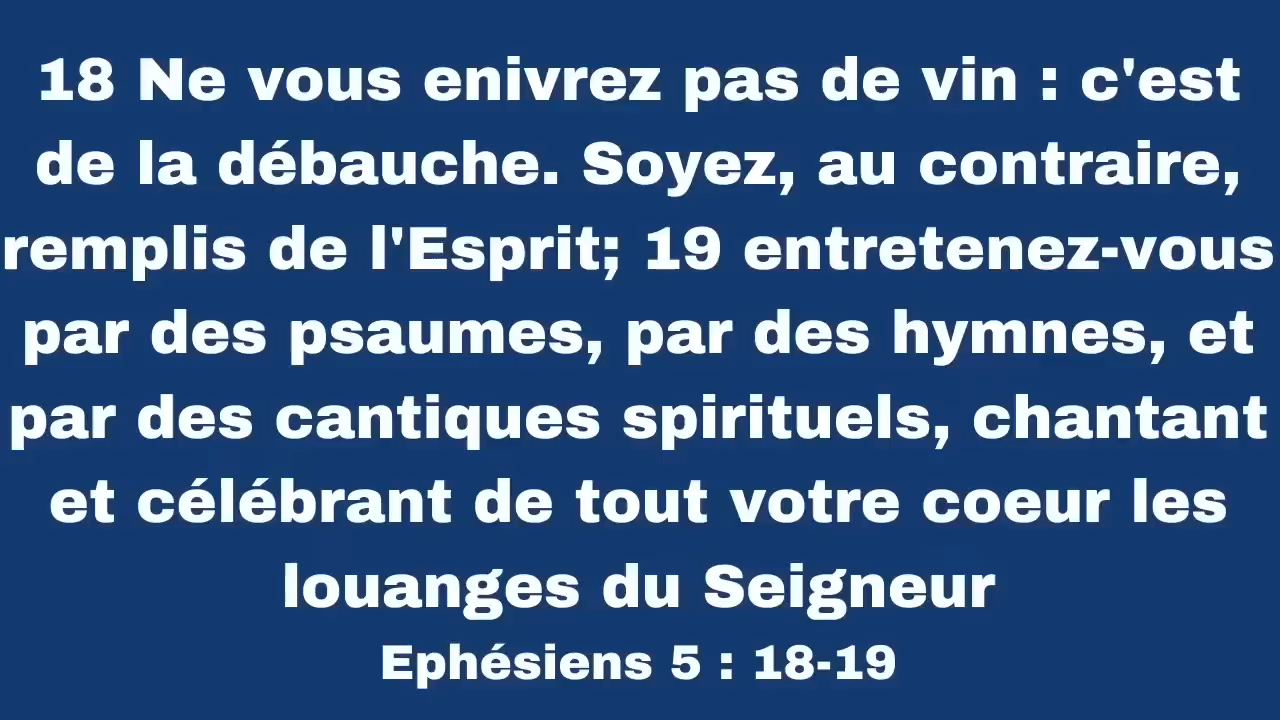 18 Ne vous enivrez pas de vin : c'est
de la débauche. Soyez, au contraire,
remplis de l'Esprit; 19 entretenez-vous
par des psaumes, par des hymnes, et
par des cantiques spirituels, chantant
et célébrant de tout votre coeur les
louanges du Seigneur
Ephésiens 5 : 18-19